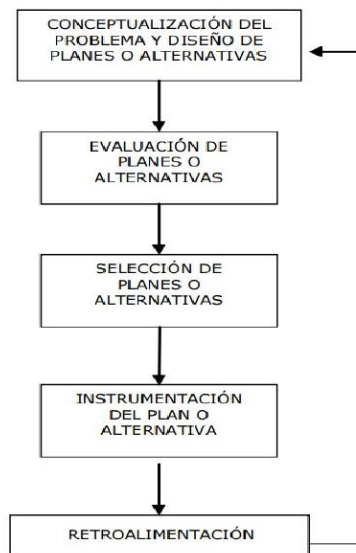 CONCEPTUALIZACIÓN DEL
PROBLEMA Y DISEÑO DE
PLANES O ALTERNATIVAS
EVALUACIÓN DE
PLANES O
ALTERNATIVAS
SELECCIÓN DE
PLANES O
ALTERNATIVAS
INSTRUMENTACIÓN
DEL PLAN O
ALTERNATIVA
RETROALIMENTACIÓN